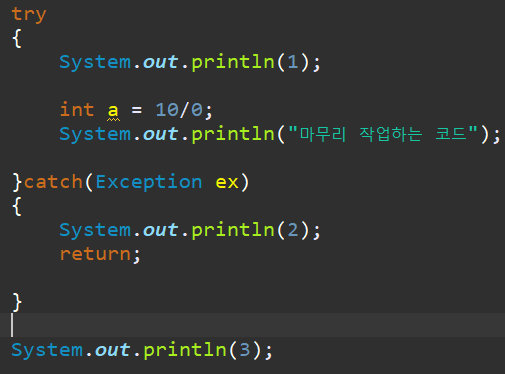 try
{
System.out.println(1);
int a = 10/0;
System.out.println("마무리 작업하는 코드");
}catch(Exception ex)
{
System.out.println(2);
return;
}
System.out.println(3);